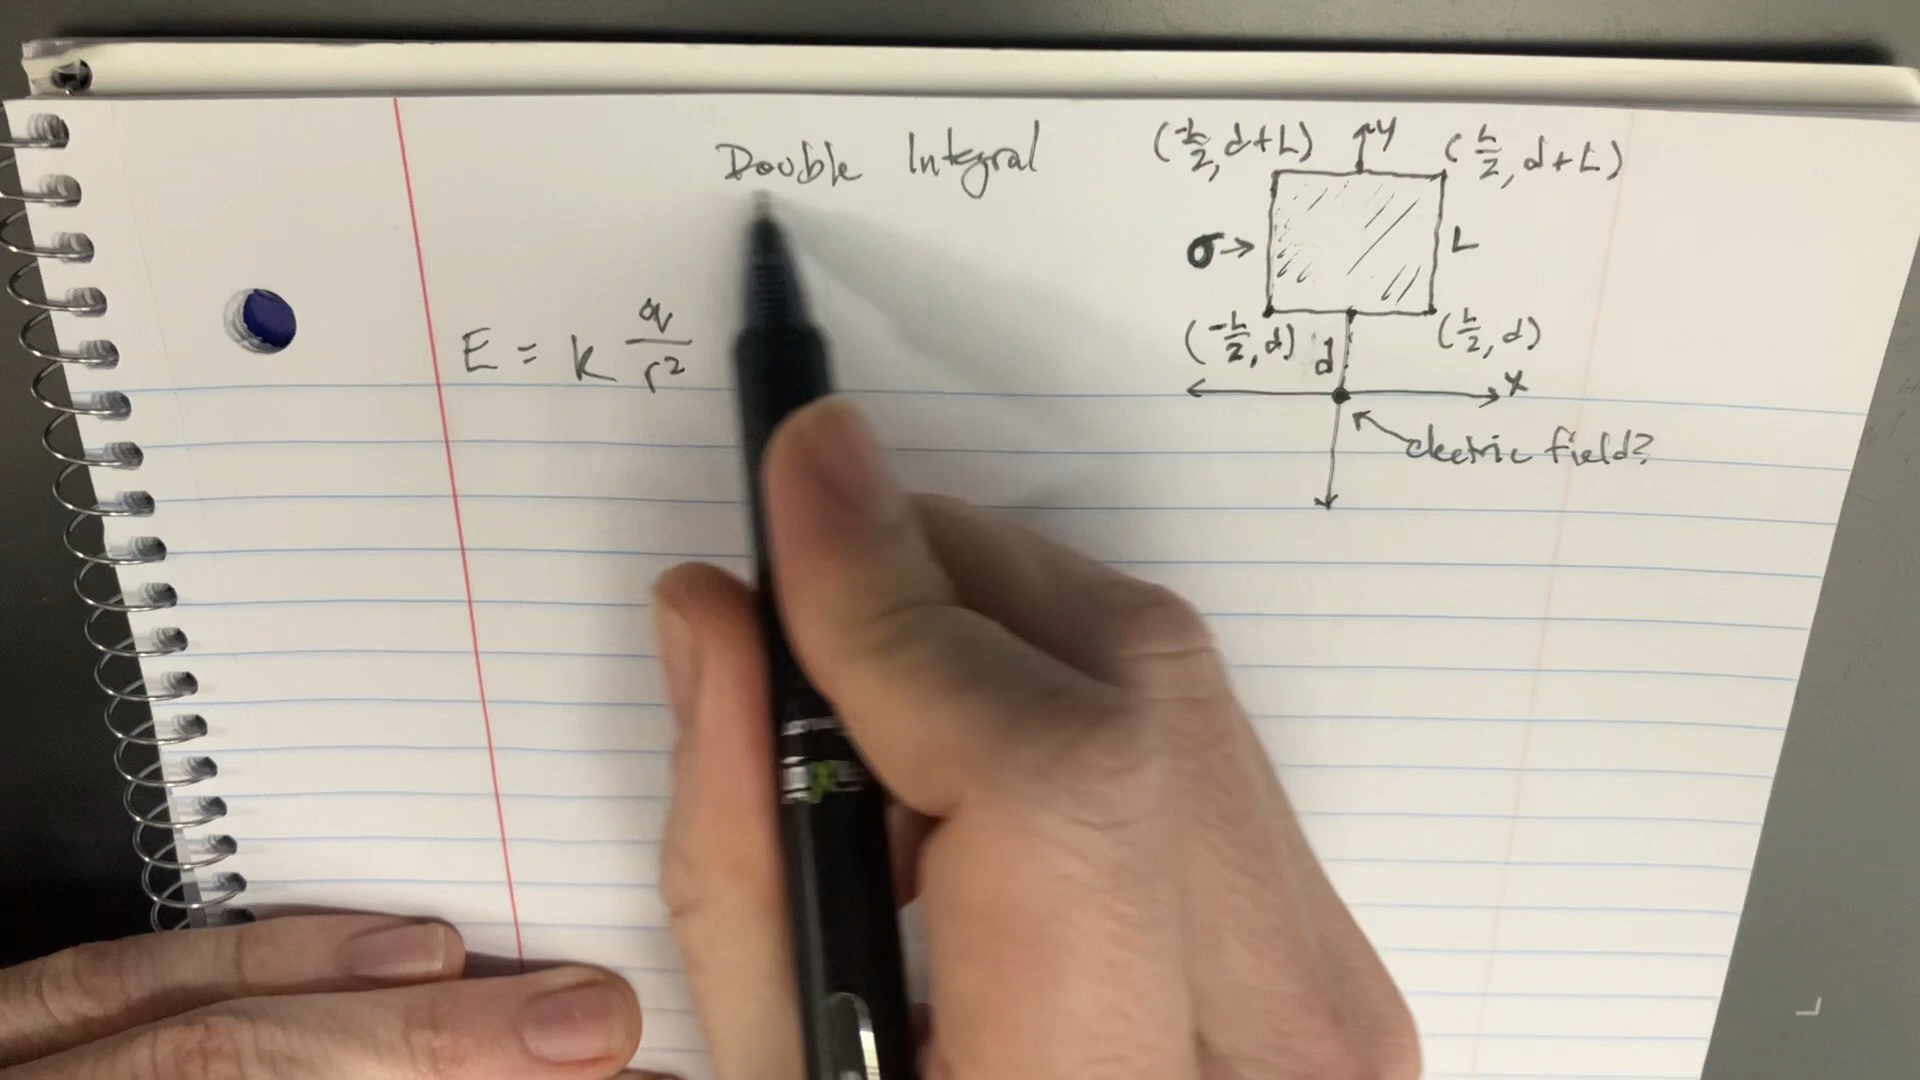 Double Integral
(-L/2, d+L)
y
(L/2, d+L)
σ →
L
E = k q/r²
(-L/2, d)
d
(L/2, d)
x
electric field?